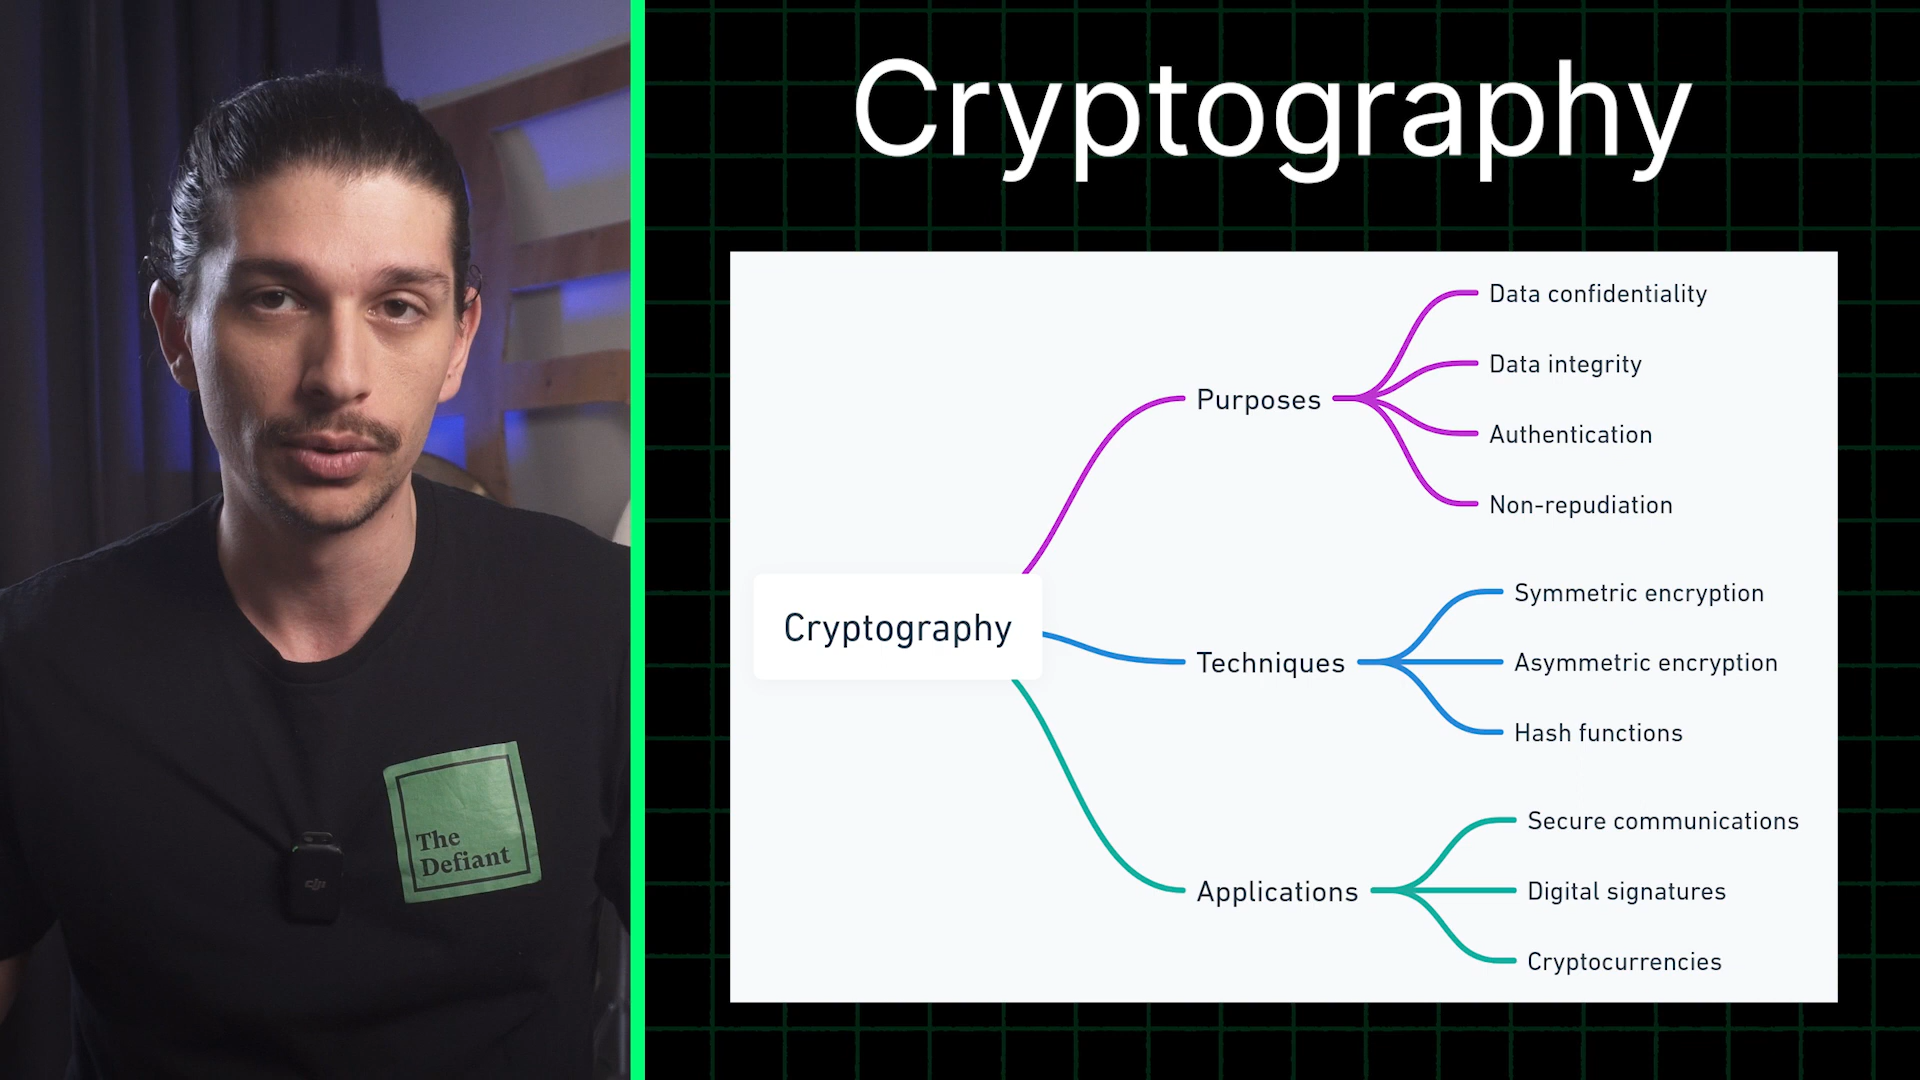 Cryptography
Data confidentiality
Data integrity
Purposes
Authentication
Non-repudiation
Symmetric encryption
Cryptography
Techniques
Asymmetric encryption
Hash functions
Secure communications
Applications
Digital signatures
Cryptocurrencies
The
Defiant
dji